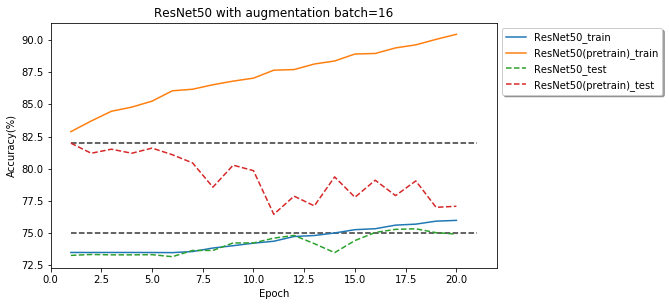 ResNet50 with augmentation batch=16
Accuracy(%)
90.0
87.5
85.0
82.5
80.0
77.5
75.0
72.5
0.0 2.5 5.0 7.5 10.0 12.5 15.0 17.5 20.0
Epoch
ResNet50_train
ResNet50(pretrain)_train
ResNet50_test
ResNet50(pretrain)_test